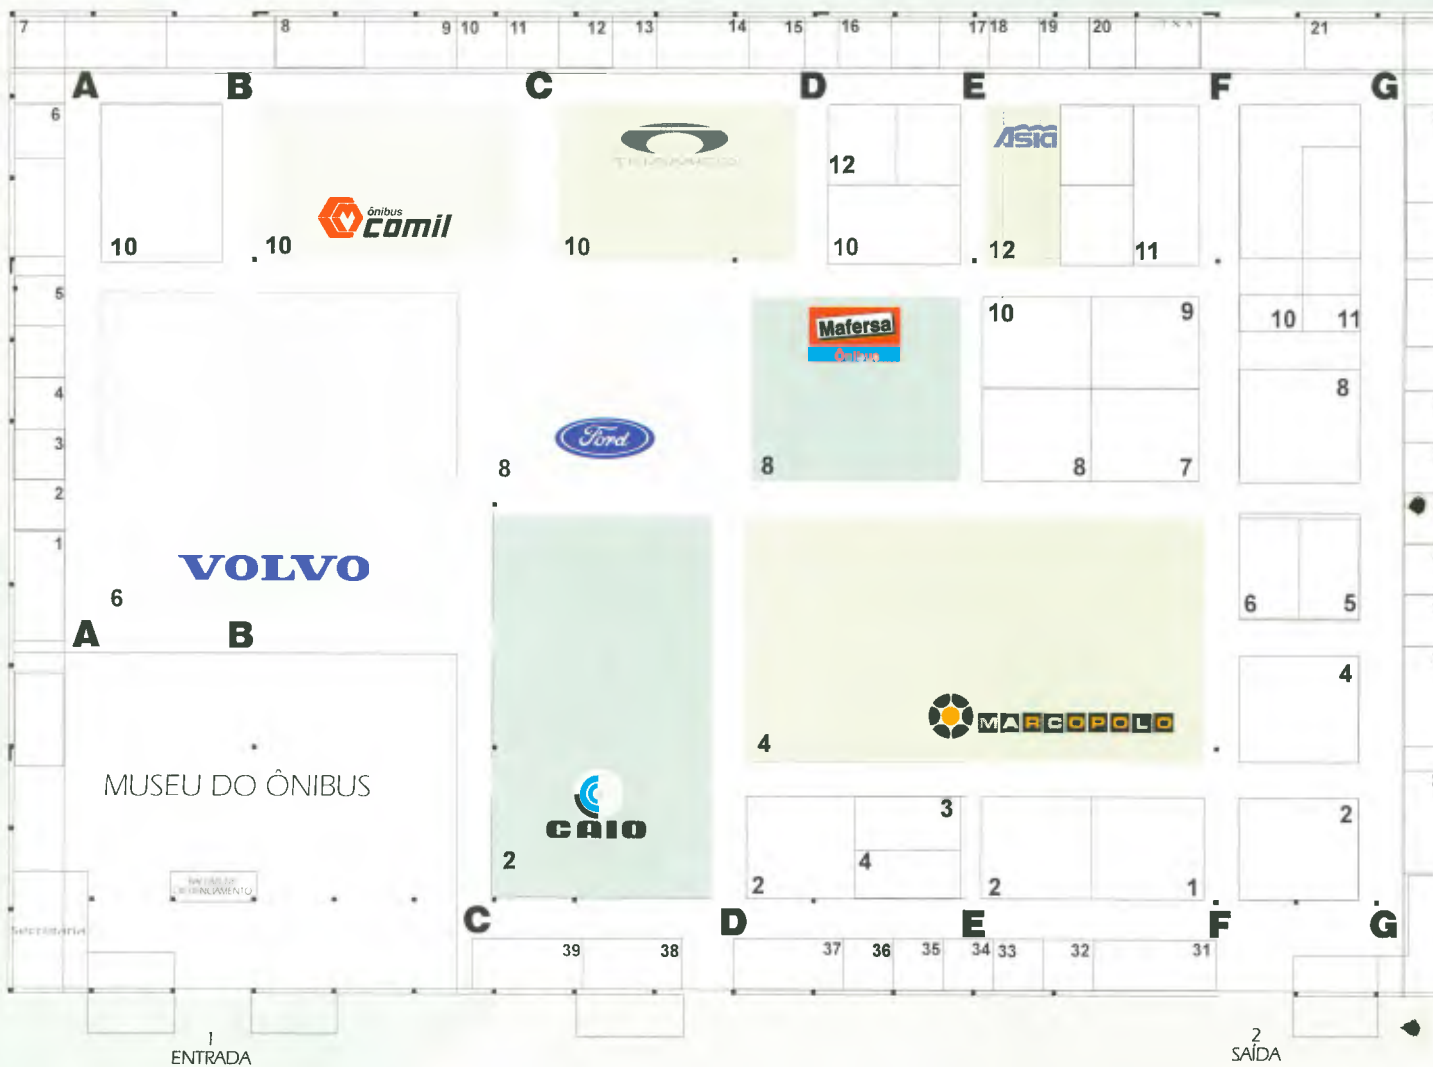 7 8 9 10 11 12 13 14 15 16 17 18 19 20 21
A B C D E F G
6
10
10
ônibus
comil
10
12
10
Asia
12
11
10 11
5
4
3
2
1
VOLVO
6
Ford
8
Mafersa
Ônibus
8
10 9
8 7
8
A B
MUSEU DO ÔNIBUS
CAIO
2
MARCOPOLO
4
6 5
4
3
2
4
2 1
2
Secretaria
C D E F G
39 38 37 36 35 34 33 32 31
1
ENTRADA
2
SAÍDA